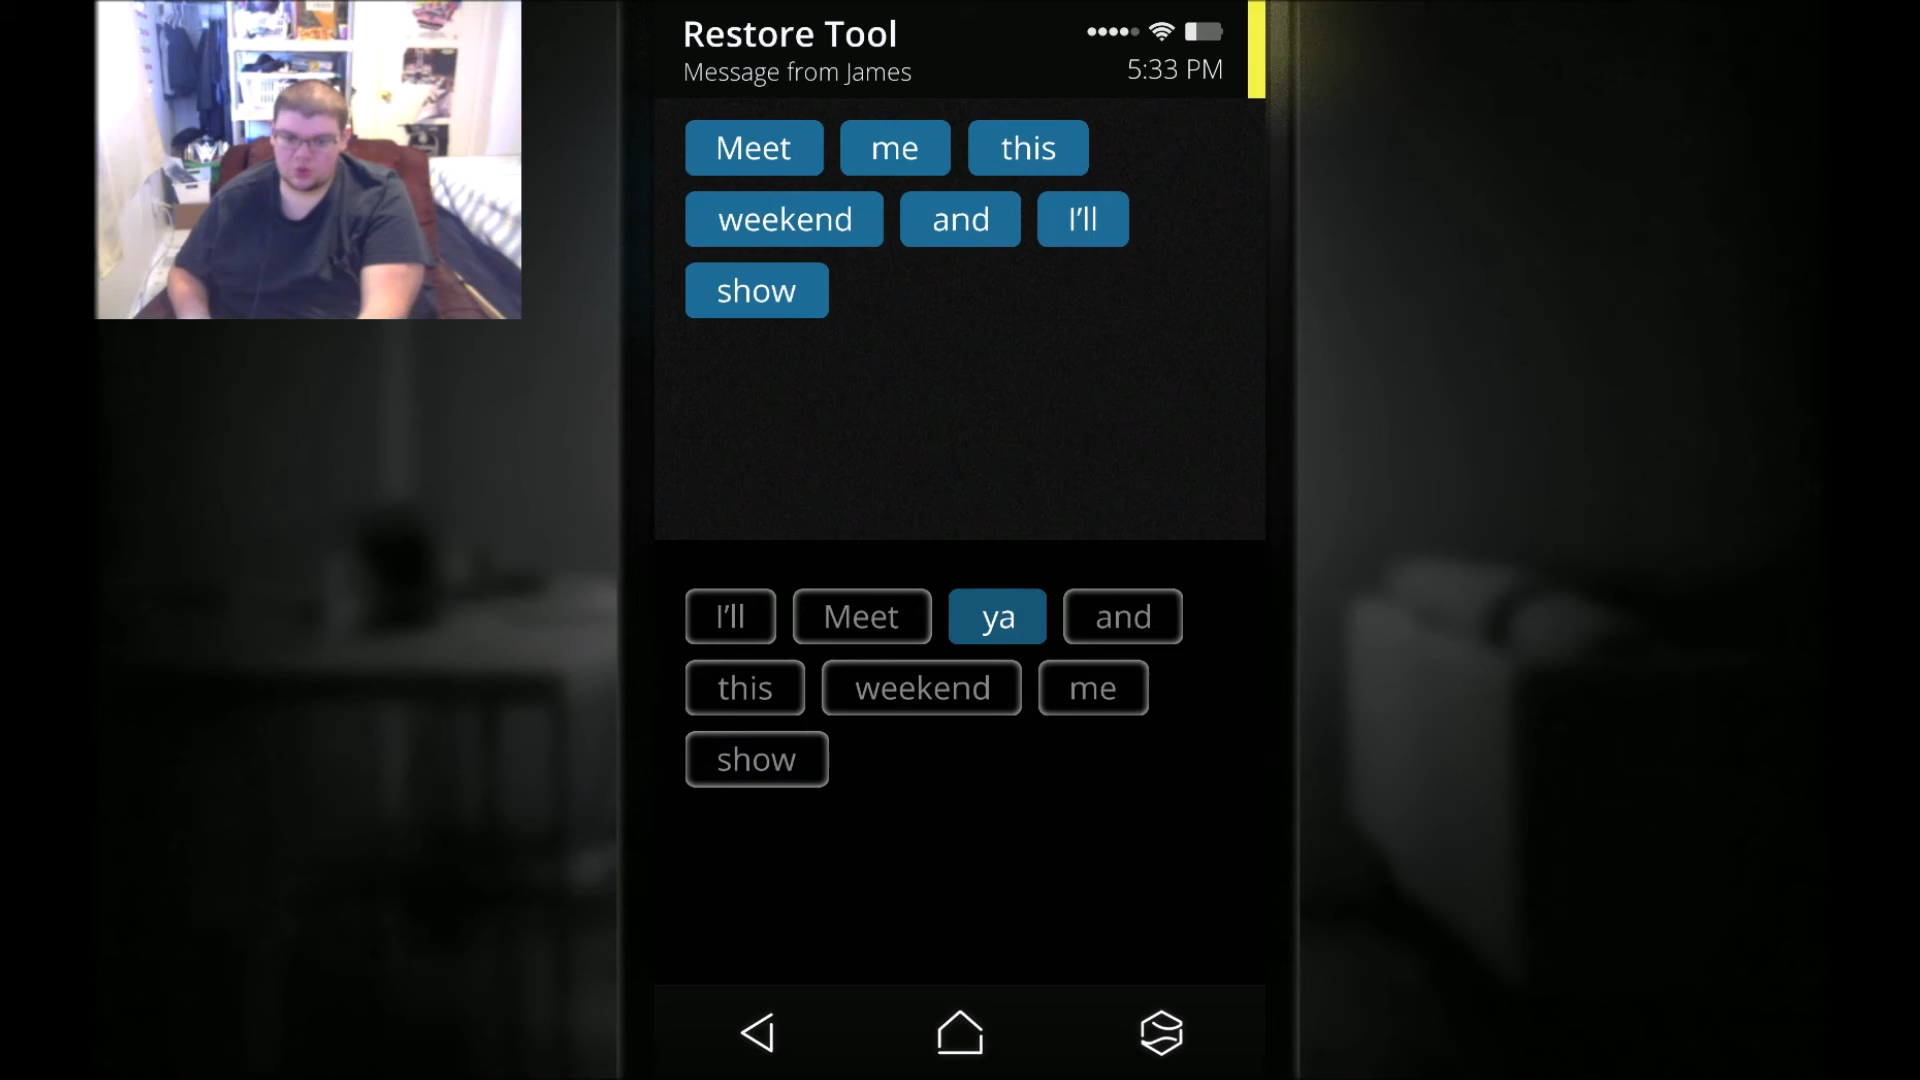 Restore Tool
Message from James
5:33 PM
Meet me this
weekend and I'll
show
I'll Meet ya and
this weekend me
show